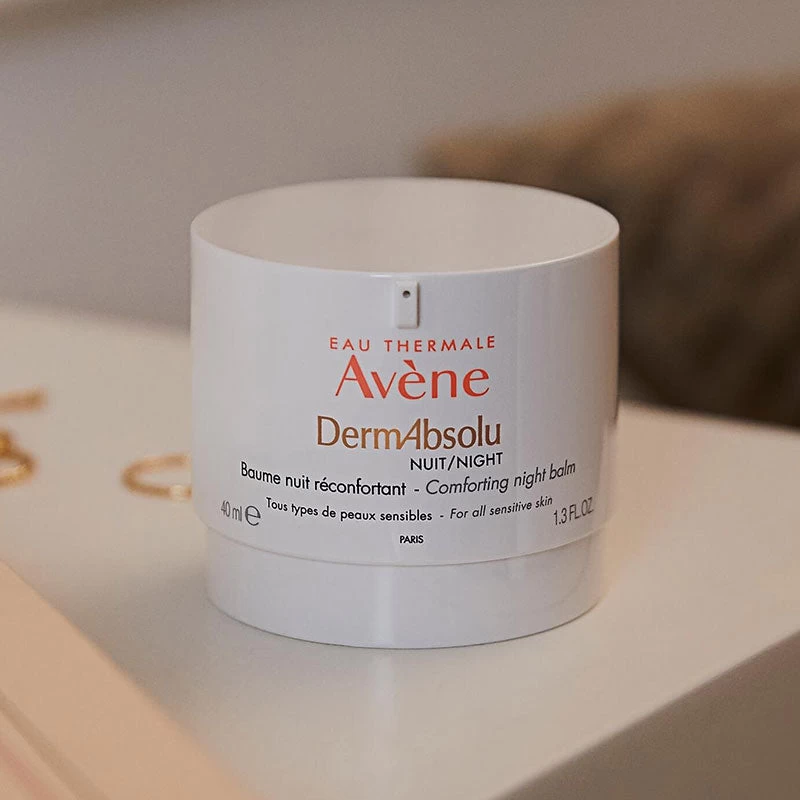 EAU THERMALE
Avène
DermAbsolu
NUIT/NIGHT
Baume nuit réconfortant - Comforting night balm
Tous types de peaux sensibles - For all sensitive skin
40 ml e 1.3 FL.OZ.
PARIS